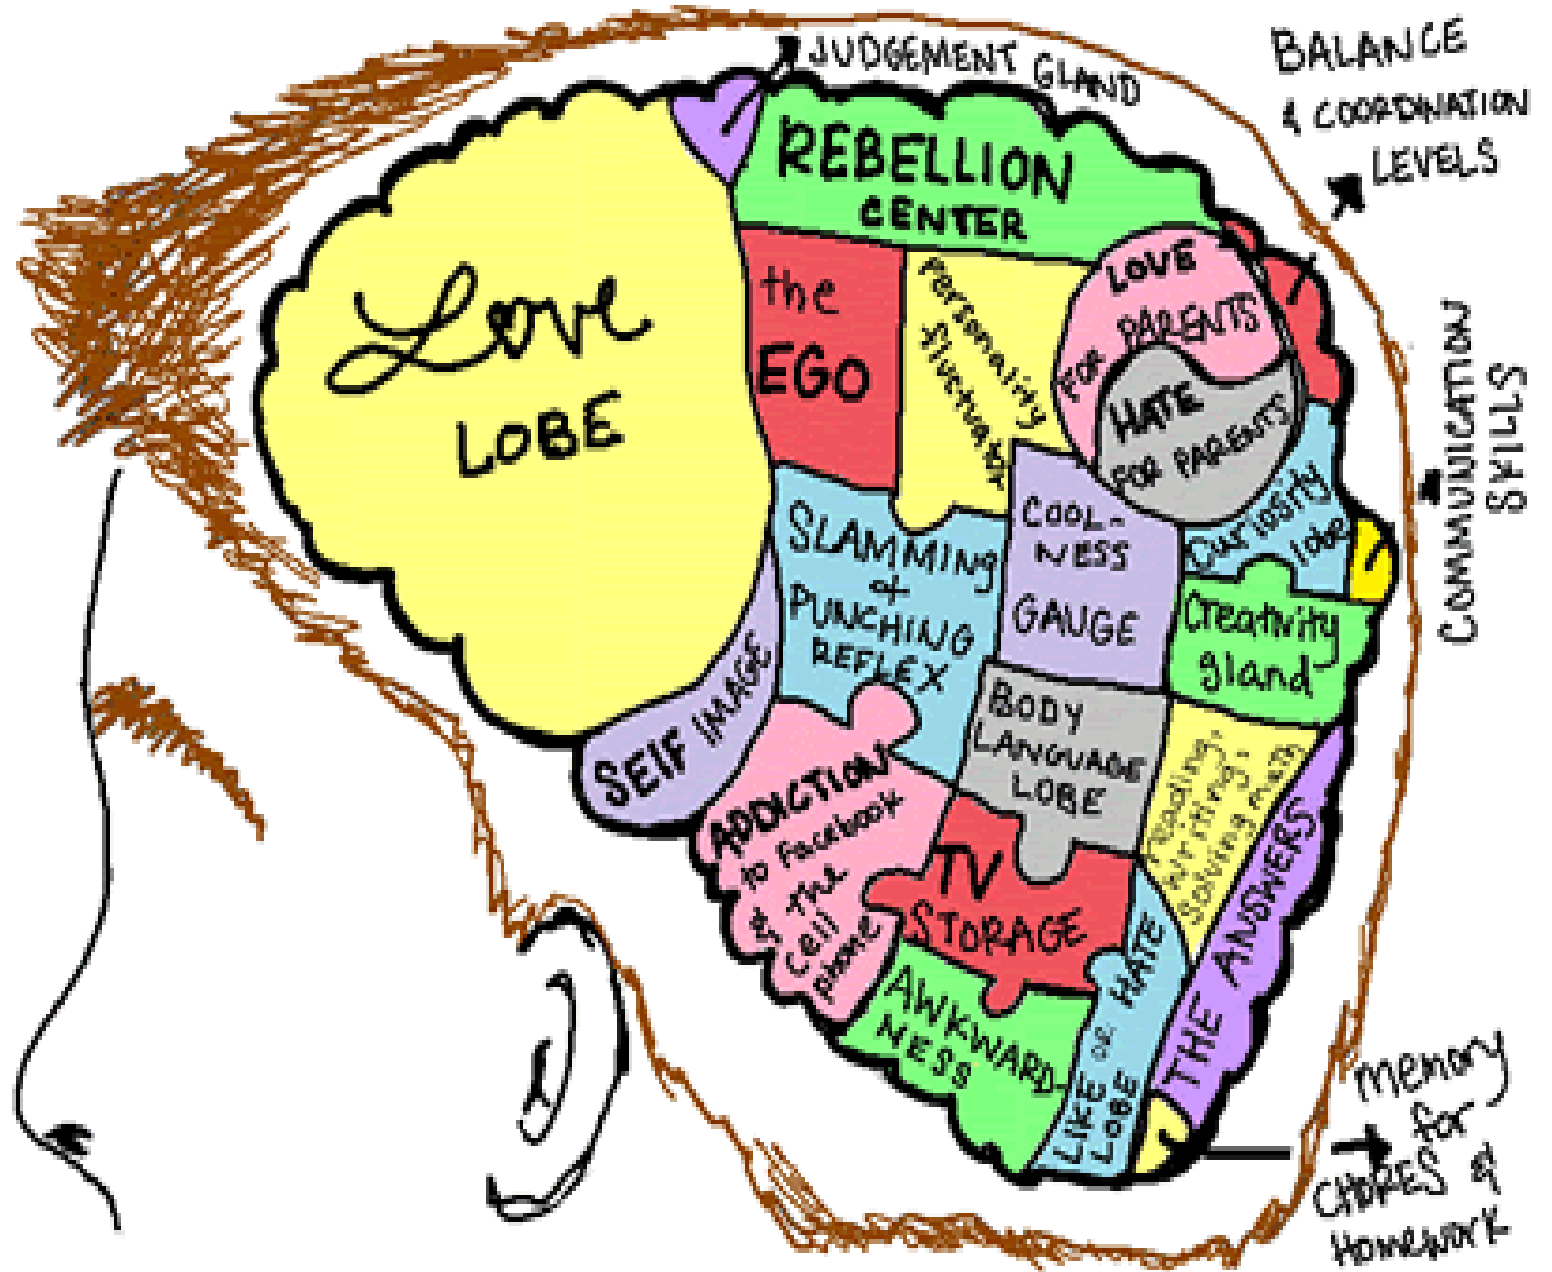 JUDGEMENT GLAND
BALANCE
& COORDINATION
LEVELS
REBELLION
CENTER
Love
LOBE
the
EGO
personality
fluctuator
LOVE
FOR PARENTS
HATE
FOR PARENTS
COMMUNICATION
SKILLS
Curiosity
lobe
SLAMMING
&
PUNCHING
REFLEX
COOL-
NESS
GAUGE
Creativity
gland
SELF IMAGE
BODY
LANGUAGE
LOBE
reading,
writing,
solving math
ADDICTION
to Facebook
& The
cell
phone
TV
STORAGE
THE ANSWERS
AWKWARD-
NESS
LIKE OR HATE
LOBE
Memory
for
CHORES &
Homework